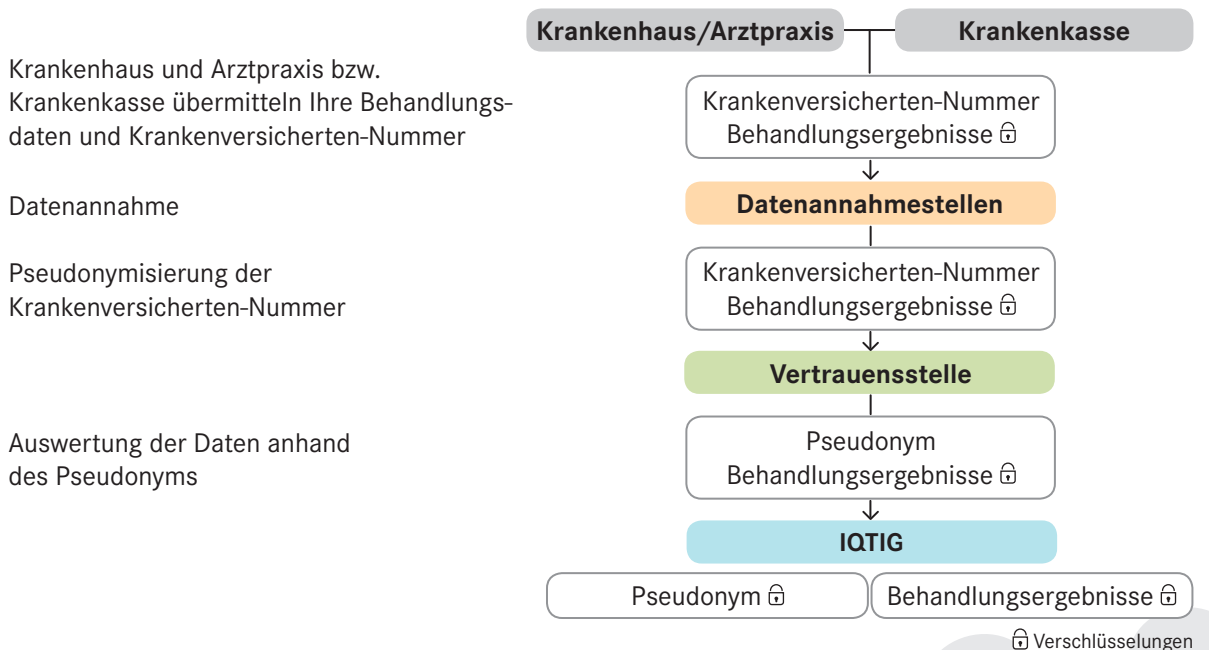 Krankenhaus/Arztpraxis
Krankenkasse
Krankenhaus und Arztpraxis bzw.
Krankenkasse übermitteln Ihre Behandlungs-
daten und Krankenversicherten-Nummer
Krankenversicherten-Nummer
Behandlungsergebnisse
Datenannahme
Datenannahmestellen
Pseudonymisierung der
Krankenversicherten-Nummer
Krankenversicherten-Nummer
Behandlungsergebnisse
Vertrauensstelle
Auswertung der Daten anhand
des Pseudonyms
Pseudonym
Behandlungsergebnisse
IQTIG
Pseudonym
Behandlungsergebnisse
Verschlüsselungen